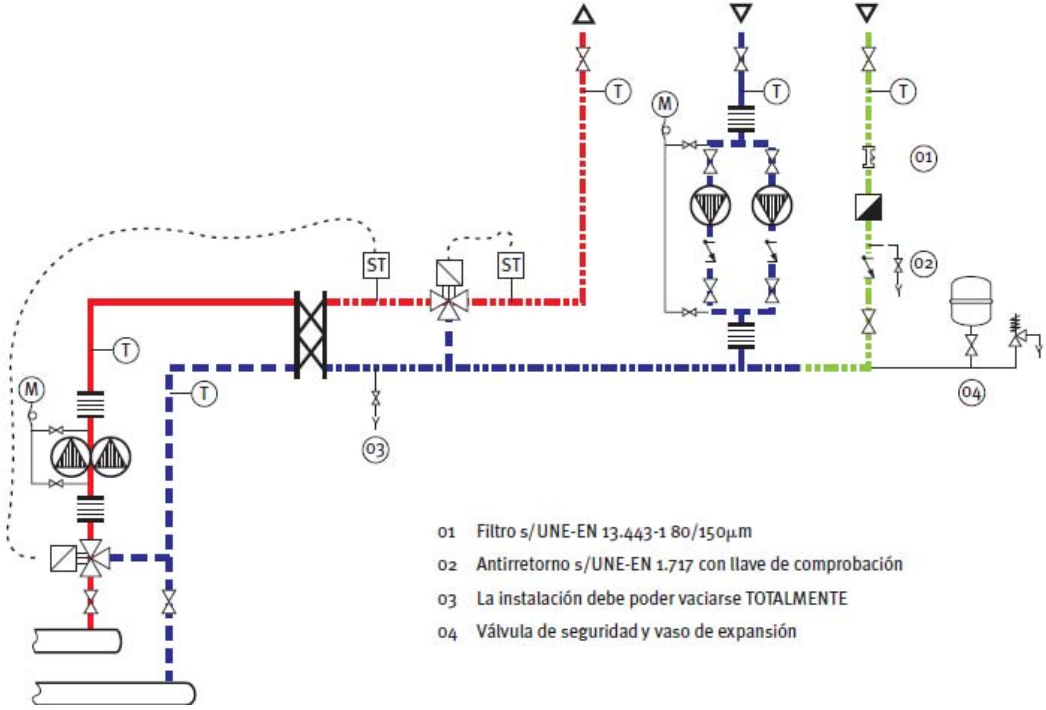 T
T
T
M
01
ST
ST
02
T
M
T
04
03
01 Filtro s/UNE-EN 13.443-1 80/150μm
02 Antirretorno s/UNE-EN 1.717 con llave de comprobación
03 La instalación debe poder vaciarse TOTALMENTE
04 Válvula de seguridad y vaso de expansión